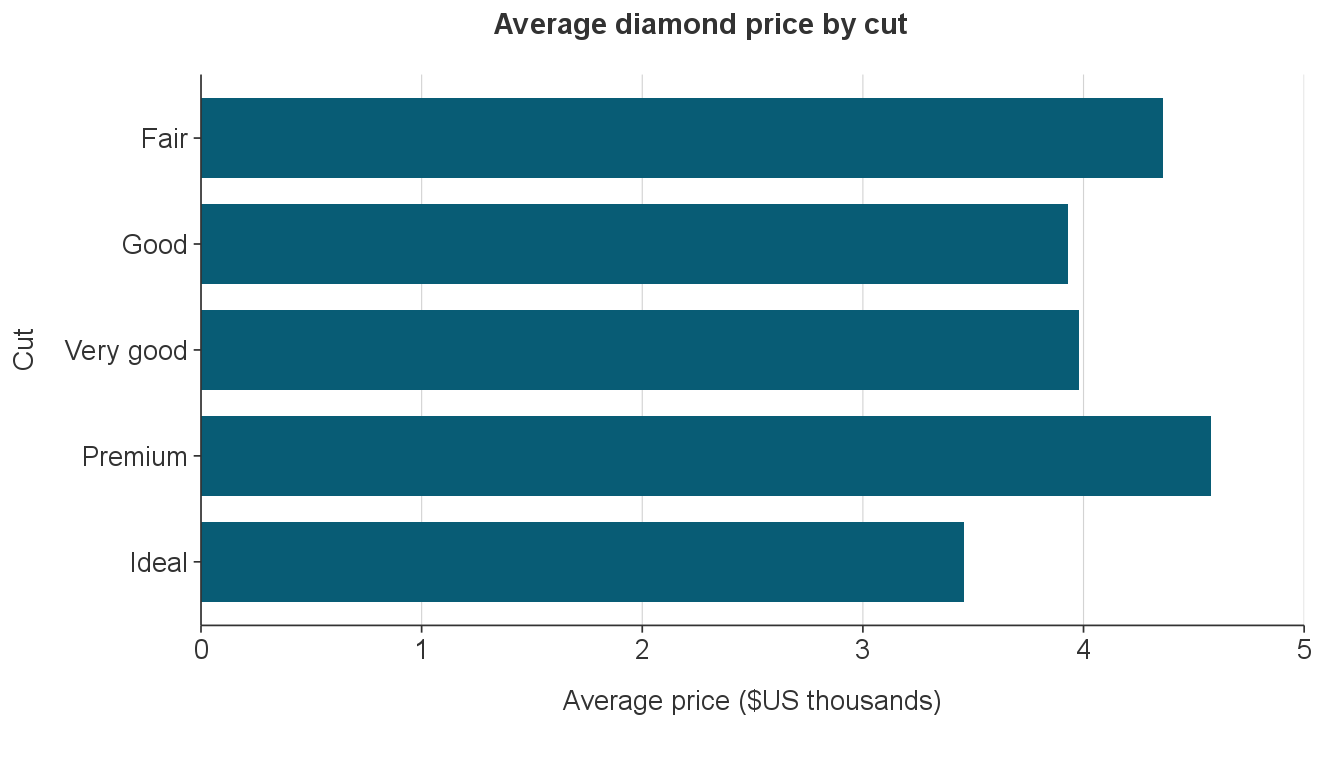 Average diamond price by cut
Fair
Good
Very good
Premium
Ideal
Cut
0 1 2 3 4 5
Average price ($US thousands)